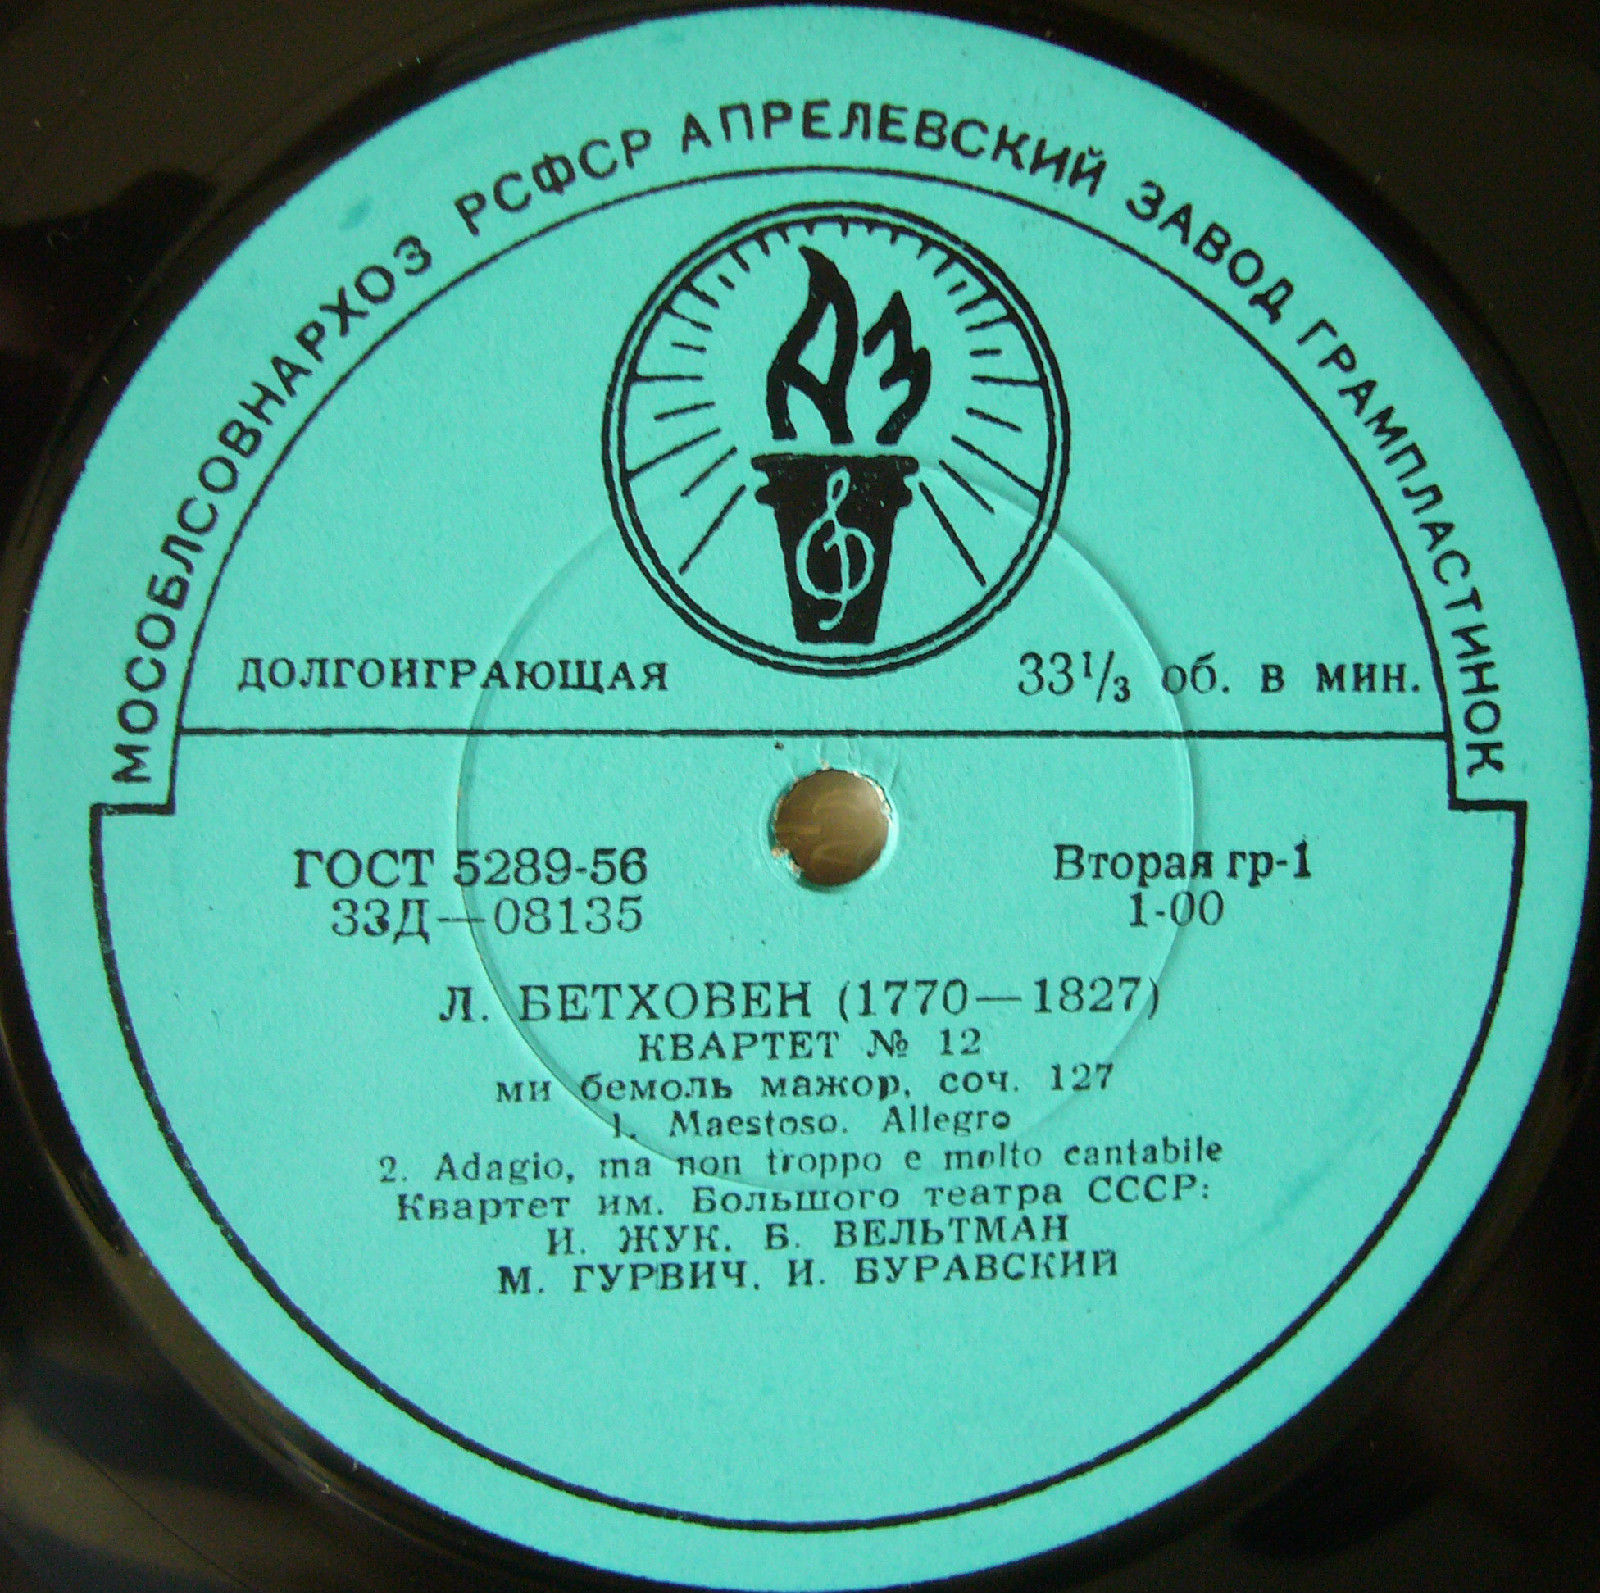 МОСОБЛСОВНАРХОЗ РСФСР АПРЕЛЕВСКИЙ ЗАВОД ГРАМПЛАСТИНОК
АЗ
ДОЛГОИГРАЮЩАЯ 33 1/3 об. в мин.
ГОСТ 5289-56 Вторая гр-1
33Д—08135 1-00
Л. БЕТХОВЕН (1770—1827)
КВАРТЕТ № 12
ми бемоль мажор, соч. 127
1. Maestoso. Allegro
2. Adagio, ma non troppo e molto cantabile
Квартет им. Большого театра СССР:
И. ЖУК, Б. ВЕЛЬТМАН
М. ГУРВИЧ, И. БУРАВСКИЙ